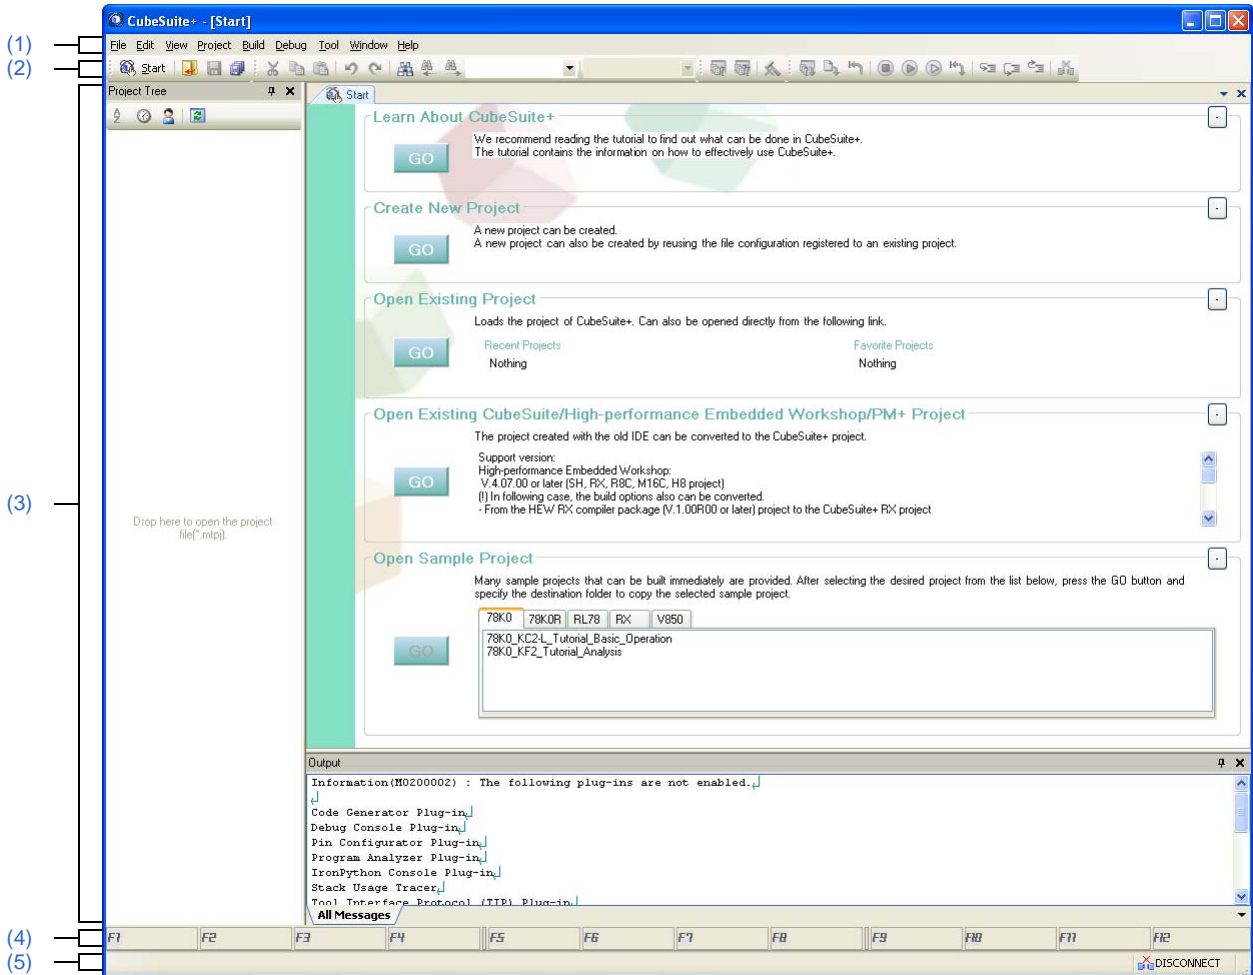 CubeSuite+ - [Start]
(1)
File Edit View Project Build Debug Tool Window Help
(2)
Start
Project Tree
Start
Learn About CubeSuite+
GO
We recommend reading the tutorial to find out what can be done in CubeSuite+.
The tutorial contains the information on how to effectively use CubeSuite+.
Create New Project
GO
A new project can be created.
A new project can also be created by reusing the file configuration registered to an existing project.
Open Existing Project
Loads the project of CubeSuite+. Can also be opened directly from the following link.
GO
Recent Projects
Favorite Projects
Nothing
Nothing
Open Existing CubeSuite/High-performance Embedded Workshop/PM+ Project
The project created with the old IDE can be converted to the CubeSuite+ project.
GO
Support version:
High-performance Embedded Workshop:
V.4.07.00 or later (SH, RX, R8C, M16C, H8 project)
(!) In following case, the build options also can be converted.
- From the HEW RX compiler package (V.1.00R00 or later) project to the CubeSuite+ RX project
(3)
Drop here to open the project
file(*.mtpj).
Open Sample Project
Many sample projects that can be built immediately are provided. After selecting the desired project from the list below, press the GO button and
specify the destination folder to copy the selected sample project.
GO
78K0 78K0R RL78 RX V850
78K0_KC2-L_Tutorial_Basic_Operation
78K0_KF2_Tutorial_Analysis
Output
Information(M0200002) : The following plug-ins are not enabled.
Code Generator Plug-in
Debug Console Plug-in
Pin Configurator Plug-in
Program Analyzer Plug-in
IronPython Console Plug-in
Stack Usage Tracer
Tool Interface Protocol (TIP) Plug-in
All Messages
(4)
F1 F2 F3 F4 F5 F6 F7 F8 F9 F10 F11 F12
(5)
DISCONNECT